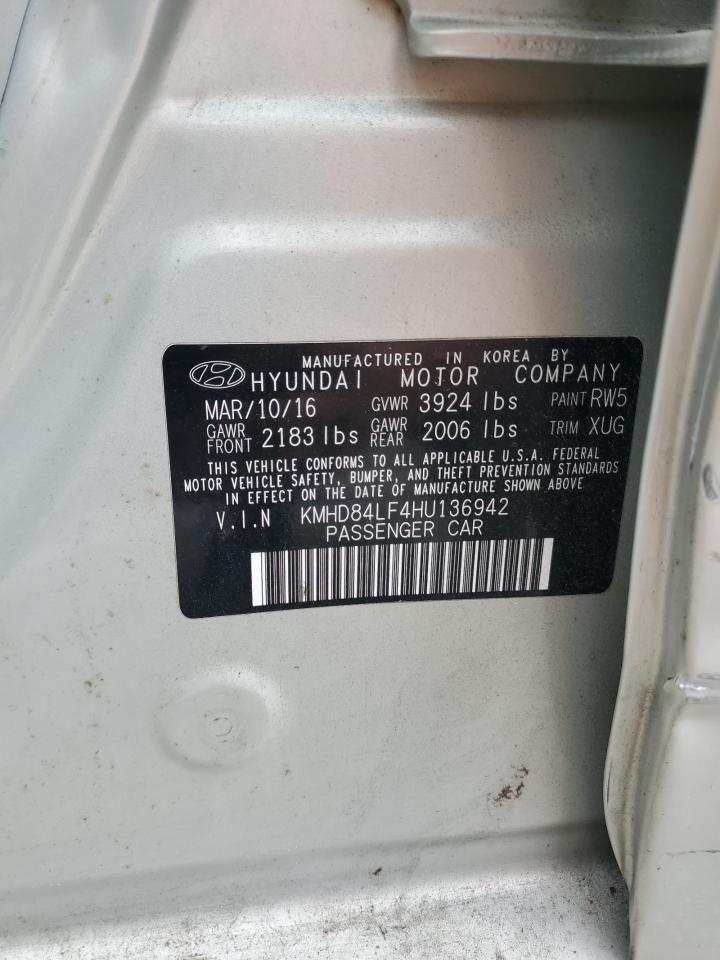 MANUFACTURED IN KOREA BY
HYUNDAI MOTOR COMPANY
MAR/10/16 GVWR 3924 lbs PAINT RW5
GAWR FRONT 2183 lbs GAWR REAR 2006 lbs TRIM XUG
THIS VEHICLE CONFORMS TO ALL APPLICABLE U.S.A. FEDERAL
MOTOR VEHICLE SAFETY, BUMPER, AND THEFT PREVENTION STANDARDS
IN EFFECT ON THE DATE OF MANUFACTURE SHOWN ABOVE
V.I.N KMHD84LF4HU136942
PASSENGER CAR